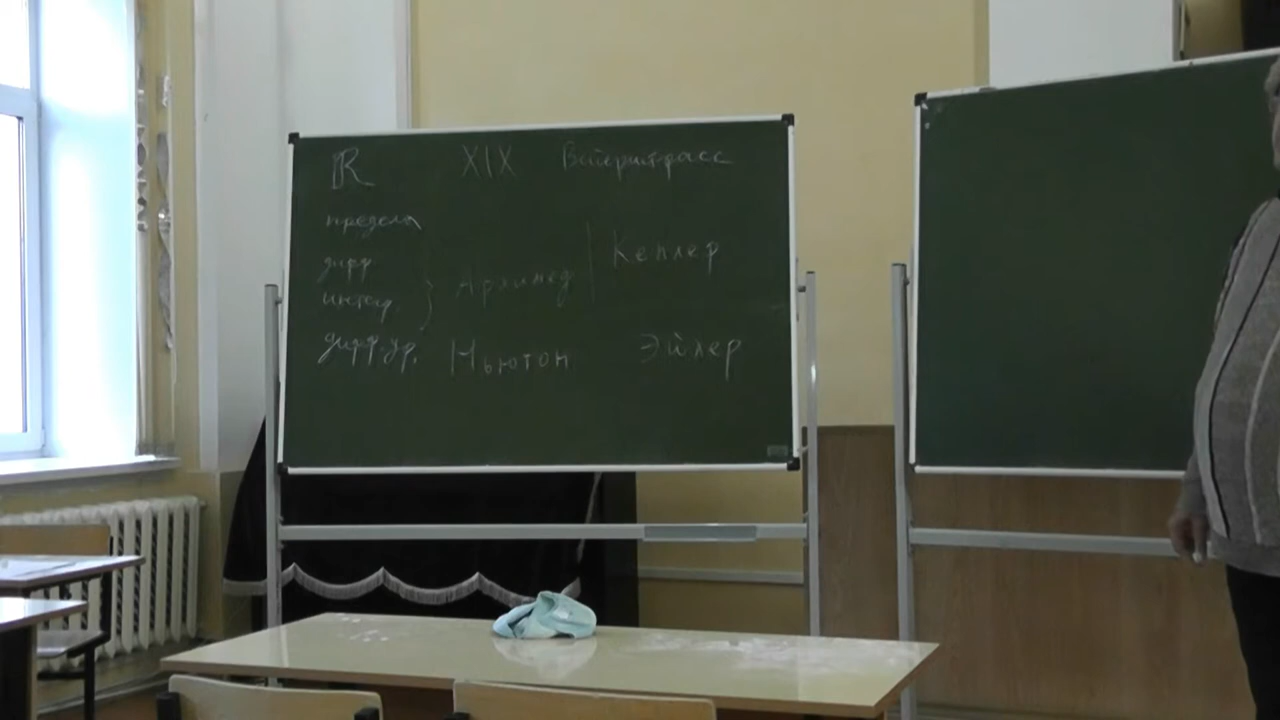 ℝ XIX Вейерштрасс
пределы
дифф
интегр. } Архимед | Кеплер
дифф.ур. Ньютон Эйлер